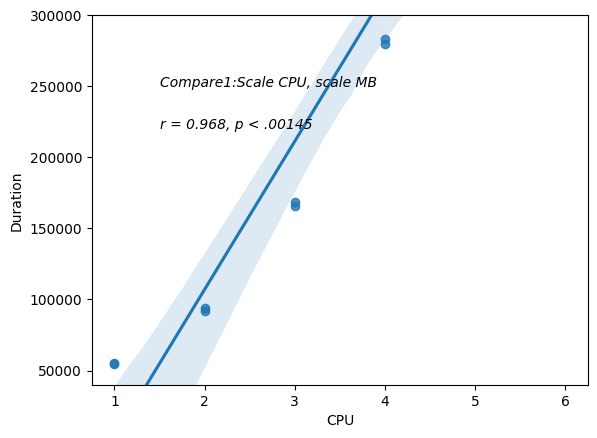 300000
250000
200000
150000
100000
50000
Duration
Compare1:Scale CPU, scale MB
r = 0.968, p < .00145
1 2 3 4 5 6
CPU